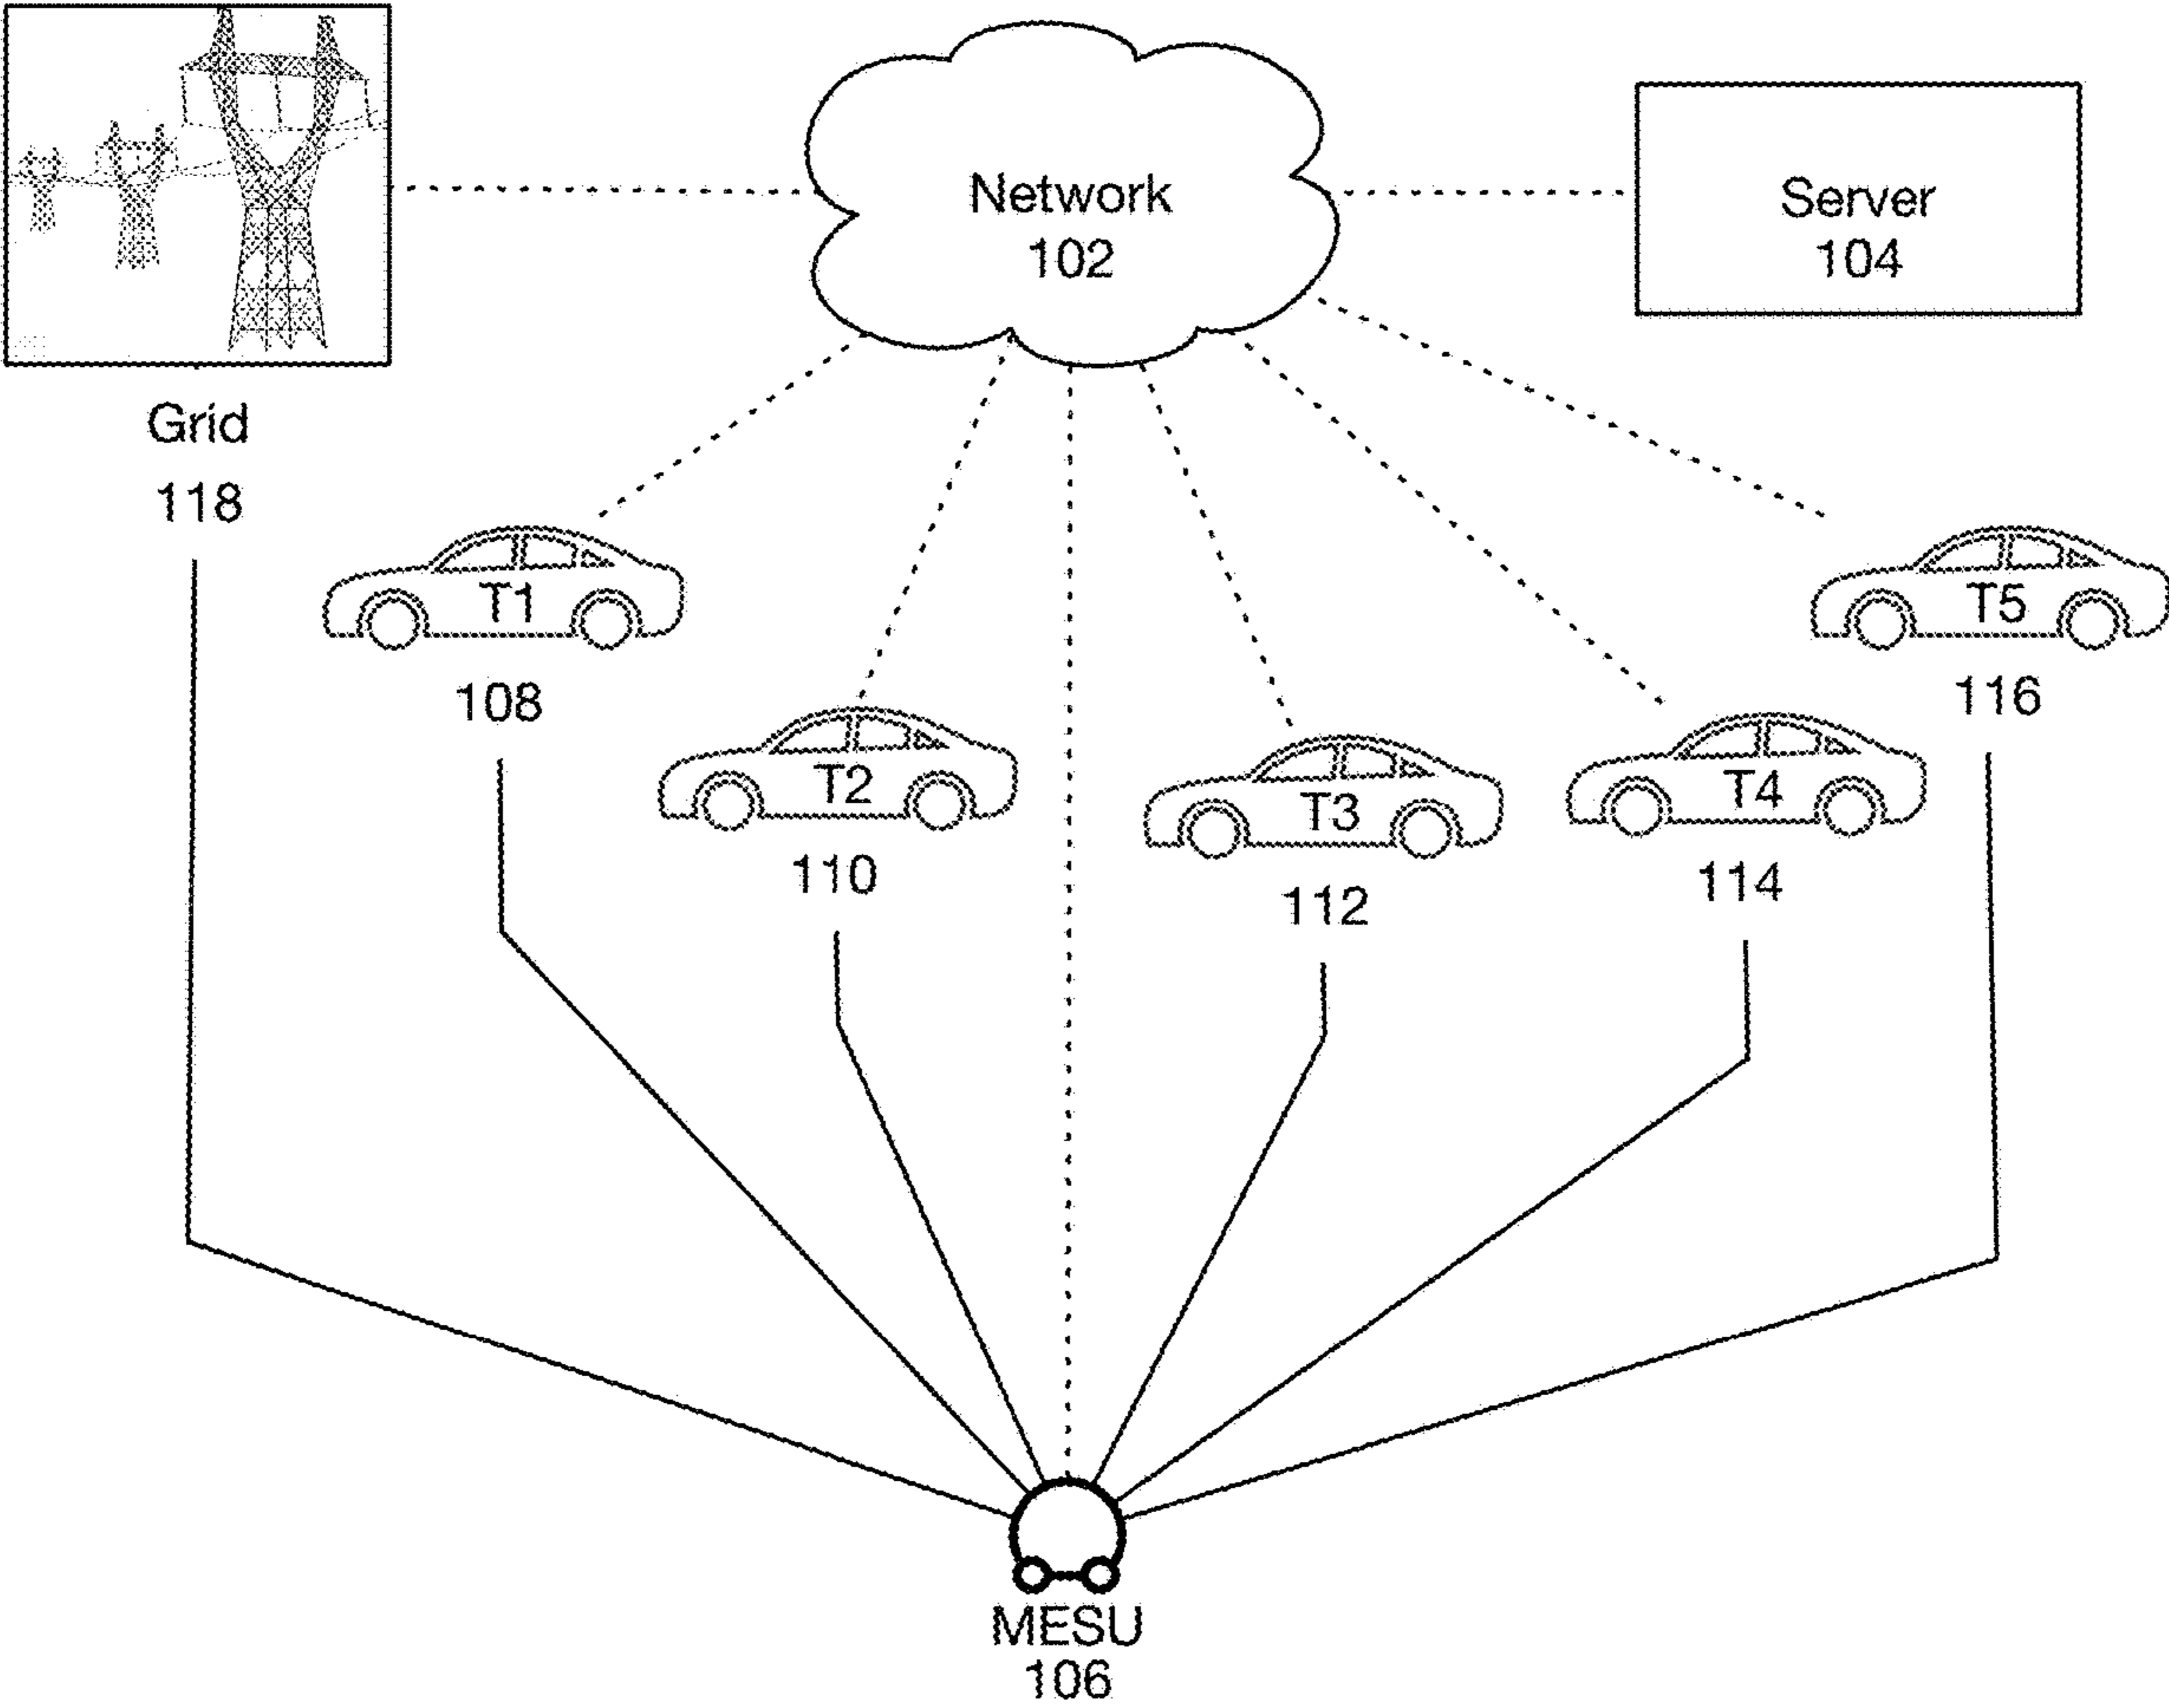 Network
102
Server
104
Grid
118
T1
108
T2
110
T3
112
T4
114
T5
116
MESU
106